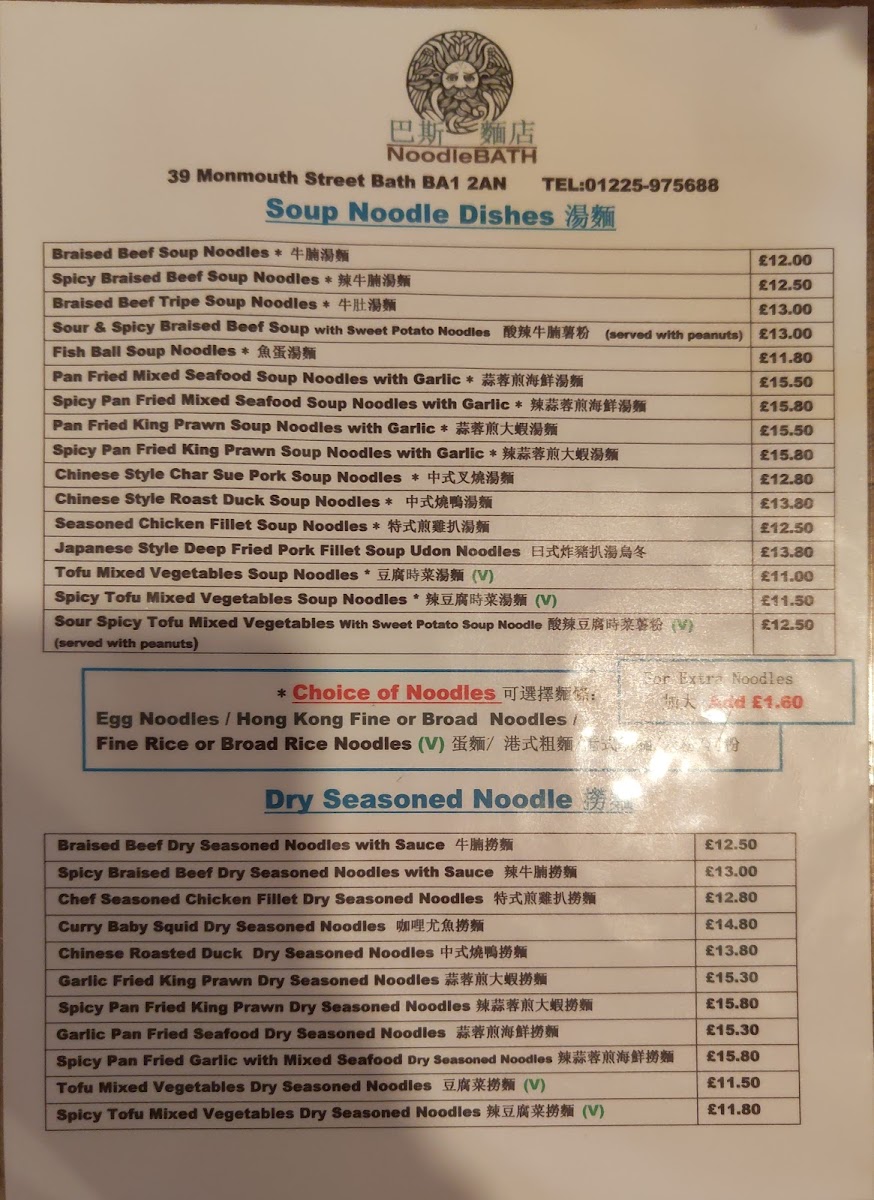 巴斯 麵店
NoodleBATH
39 Monmouth Street Bath BA1 2AN TEL:01225-975688
Soup Noodle Dishes 湯麵
Braised Beef Soup Noodles * 牛腩湯麵 £12.00
Spicy Braised Beef Soup Noodles * 辣牛腩湯麵 £12.50
Braised Beef Tripe Soup Noodles * 牛肚湯麵 £13.00
Sour & Spicy Braised Beef Soup with Sweet Potato Noodles 酸辣牛腩薯粉 (served with peanuts) £13.00
Fish Ball Soup Noodles * 魚蛋湯麵 £11.80
Pan Fried Mixed Seafood Soup Noodles with Garlic * 蒜蓉煎海鮮湯麵 £15.50
Spicy Pan Fried Mixed Seafood Soup Noodles with Garlic * 辣蒜蓉煎海鮮湯麵 £15.80
Pan Fried King Prawn Soup Noodles with Garlic * 蒜蓉煎大蝦湯麵 £15.50
Spicy Pan Fried King Prawn Soup Noodles with Garlic * 辣蒜蓉煎大蝦湯麵 £15.80
Chinese Style Char Sue Pork Soup Noodles * 中式叉燒湯麵 £12.80
Chinese Style Roast Duck Soup Noodles * 中式燒鴨湯麵 £13.80
Seasoned Chicken Fillet Soup Noodles * 特式煎雞扒湯麵 £12.50
Japanese Style Deep Fried Pork Fillet Soup Udon Noodles 日式炸豬扒湯烏冬 £13.80
Tofu Mixed Vegetables Soup Noodles * 豆腐時菜湯麵 (V) £11.00
Spicy Tofu Mixed Vegetables Soup Noodles * 辣豆腐時菜湯麵 (V) £11.50
Sour Spicy Tofu Mixed Vegetables With Sweet Potato Soup Noodle 酸辣豆腐時菜薯粉 (V) £12.50
(served with peanuts)
* Choice of Noodles 可選擇麵
For Extra Noodles
大 Add £1.60
Egg Noodles / Hong Kong Fine or Broad Noodles /
Fine Rice or Broad Rice Noodles (V) 蛋麵/ 港式粗麵 粉
Dry Seasoned Noodle 撈麵
Braised Beef Dry Seasoned Noodles with Sauce 牛腩撈麵 £12.50
Spicy Braised Beef Dry Seasoned Noodles with Sauce 辣牛腩撈麵 £13.00
Chef Seasoned Chicken Fillet Dry Seasoned Noodles 特式煎雞扒撈麵 £12.80
Curry Baby Squid Dry Seasoned Noodles 咖哩尤魚撈麵 £14.80
Chinese Roasted Duck Dry Seasoned Noodles 中式燒鴨撈麵 £13.80
Garlic Fried King Prawn Dry Seasoned Noodles 蒜蓉煎大蝦撈麵 £15.30
Spicy Pan Fried King Prawn Dry Seasoned Noodles 辣蒜蓉煎大蝦撈麵 £15.80
Garlic Pan Fried Seafood Dry Seasoned Noodles 蒜蓉煎海鮮撈麵 £15.30
Spicy Pan Fried Garlic with Mixed Seafood Dry Seasoned Noodles 辣蒜蓉煎海鮮撈麵 £15.80
Tofu Mixed Vegetables Dry Seasoned Noodles 豆腐菜撈麵 (V) £11.50
Spicy Tofu Mixed Vegetables Dry Seasoned Noodles 辣豆腐菜撈麵 (V) £11.80